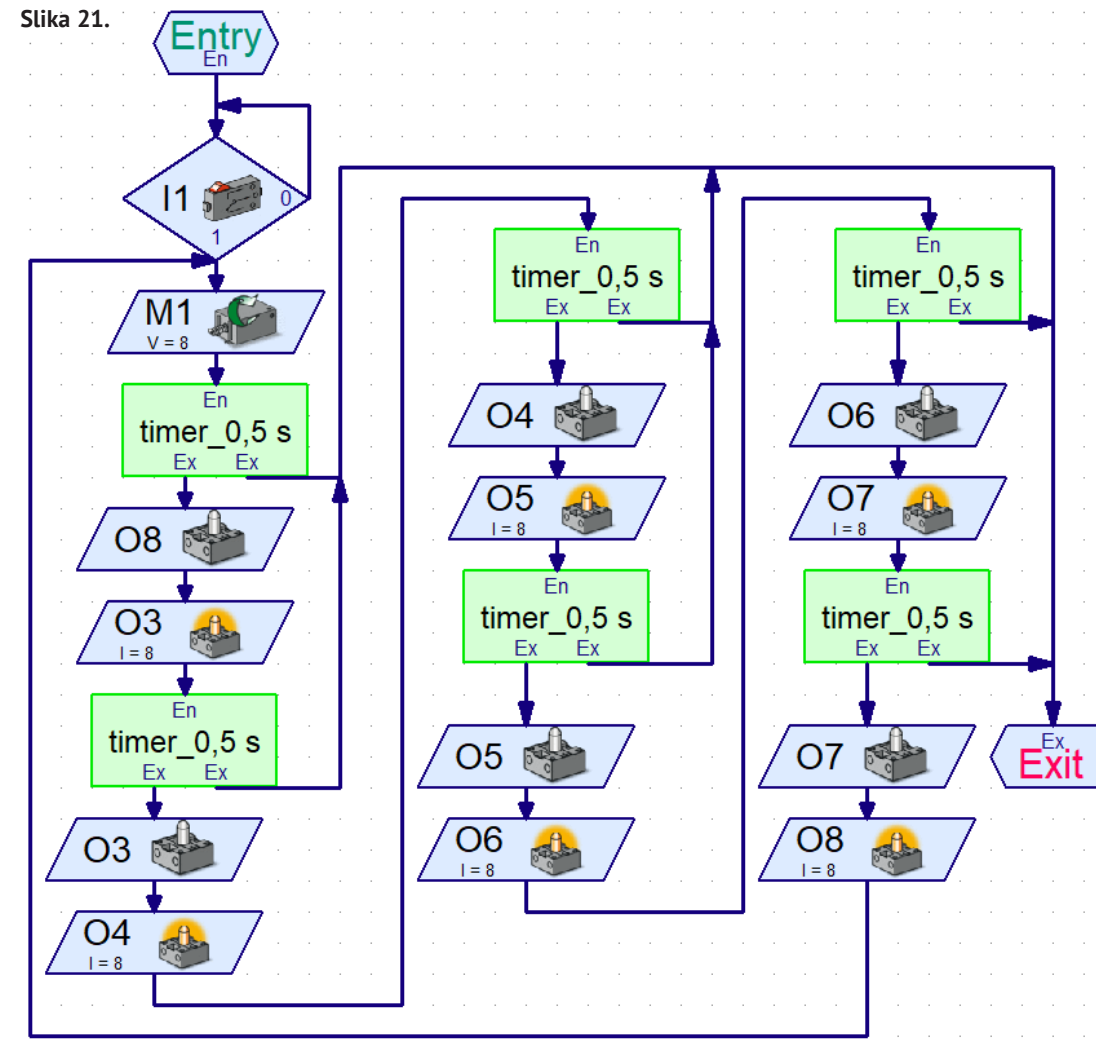 Slika 21.
Entry
En
I1
0
1
M1
V = 8
En
timer_0,5 s
Ex Ex
O8
O3
I = 8
En
timer_0,5 s
Ex Ex
O3
O4
I = 8
En
timer_0,5 s
Ex Ex
O4
O5
I = 8
En
timer_0,5 s
Ex Ex
O5
O6
I = 8
En
timer_0,5 s
Ex Ex
O6
O7
I = 8
En
timer_0,5 s
Ex Ex
O7
O8
I = 8
Ex
Exit